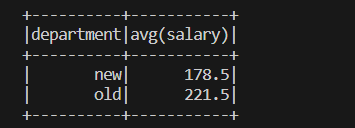 +----------+-----------+
|department|avg(salary)|
+----------+-----------+
|       new|      178.5|
|       old|      221.5|
+----------+-----------+